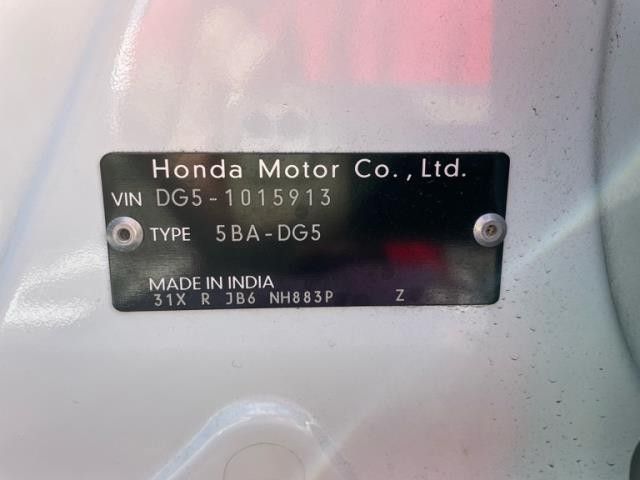 Honda Motor Co., Ltd.
VIN DG5-1015913
TYPE 5BA-DG5
MADE IN INDIA
31X R JB6 NH883P Z